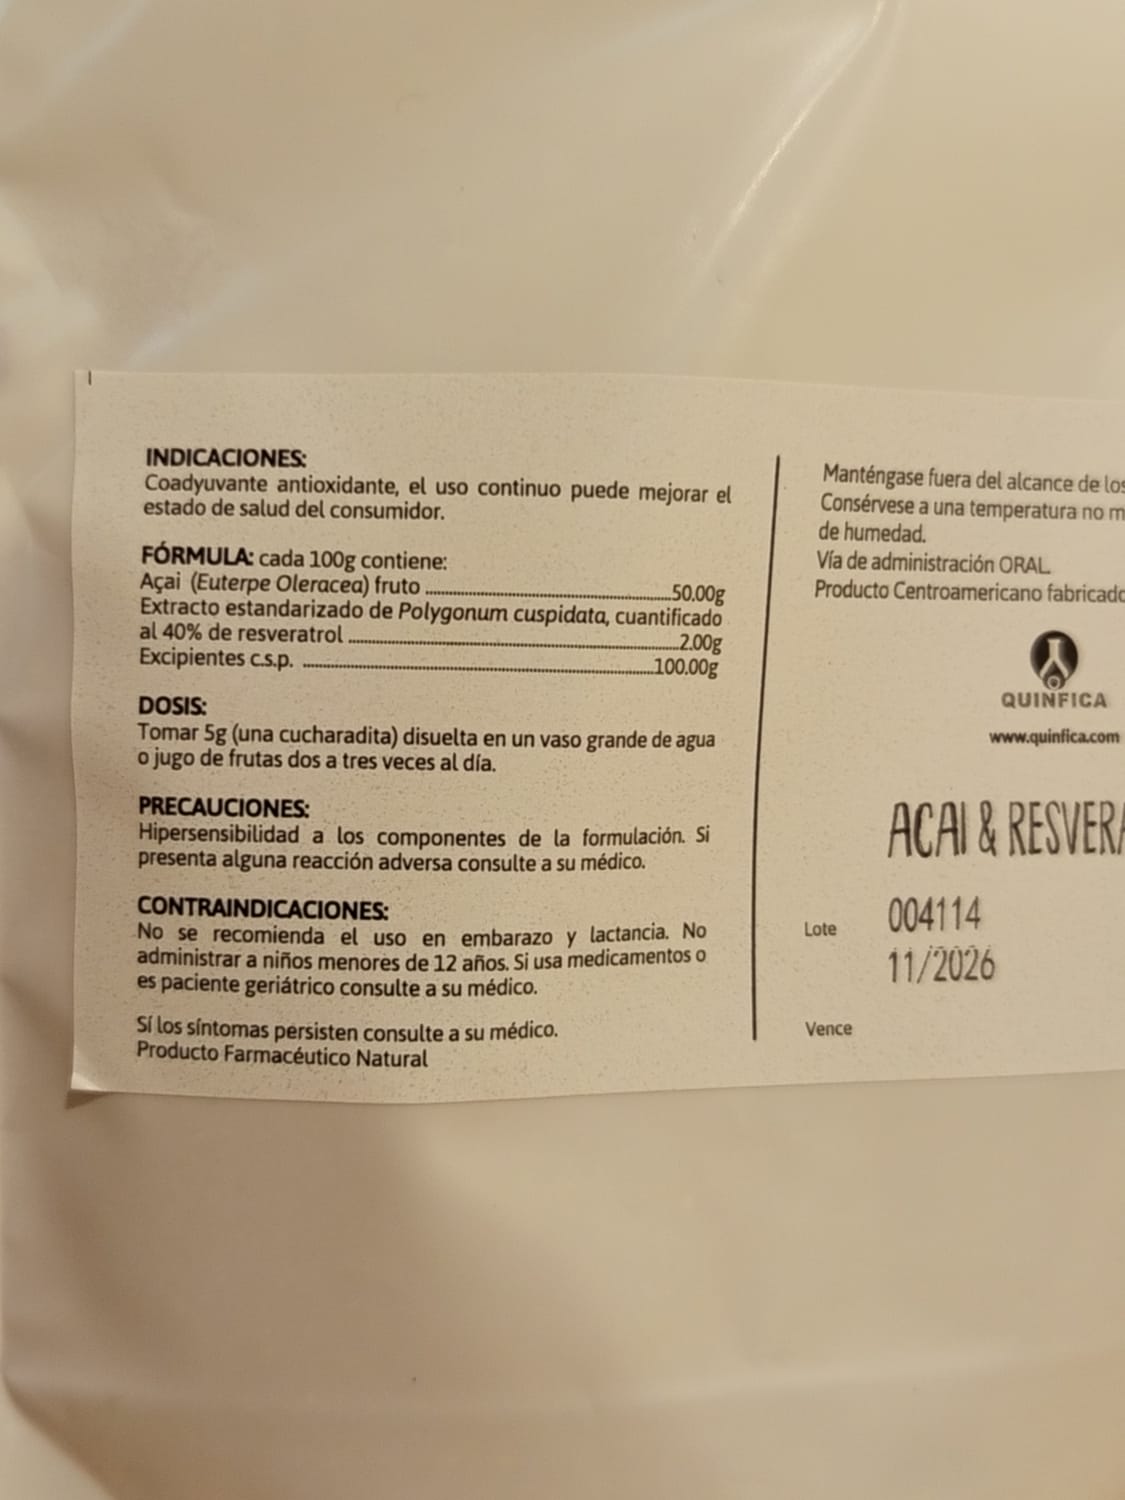 INDICACIONES:
Coadyuvante antioxidante, el uso continuo puede mejorar el
estado de salud del consumidor.
FÓRMULA: cada 100g contiene:
Açai (Euterpe Oleracea) fruto ........ 50.00g
Extracto estandarizado de Polygonum cuspidata, cuantificado
al 40% de resveratrol ........ 2.00g
Excipientes c.s.p. ........ 100.00g
DOSIS:
Tomar 5g (una cucharadita) disuelta en un vaso grande de agua
o jugo de frutas dos a tres veces al día.
PRECAUCIONES:
Hipersensibilidad a los componentes de la formulación. Si
presenta alguna reacción adversa consulte a su médico.
CONTRAINDICACIONES:
No se recomienda el uso en embarazo y lactancia. No
administrar a niños menores de 12 años. Si usa medicamentos o
es paciente geriátrico consulte a su médico.
Sí los síntomas persisten consulte a su médico.
Producto Farmacéutico Natural
Manténgase fuera del alcance de los
Consérvese a una temperatura no m
de humedad.
Vía de administración ORAL.
Producto Centroamericano fabricado
QUINFICA
www.quinfica.com
ACAI & RESVERA
Lote 004114
11/2026
Vence